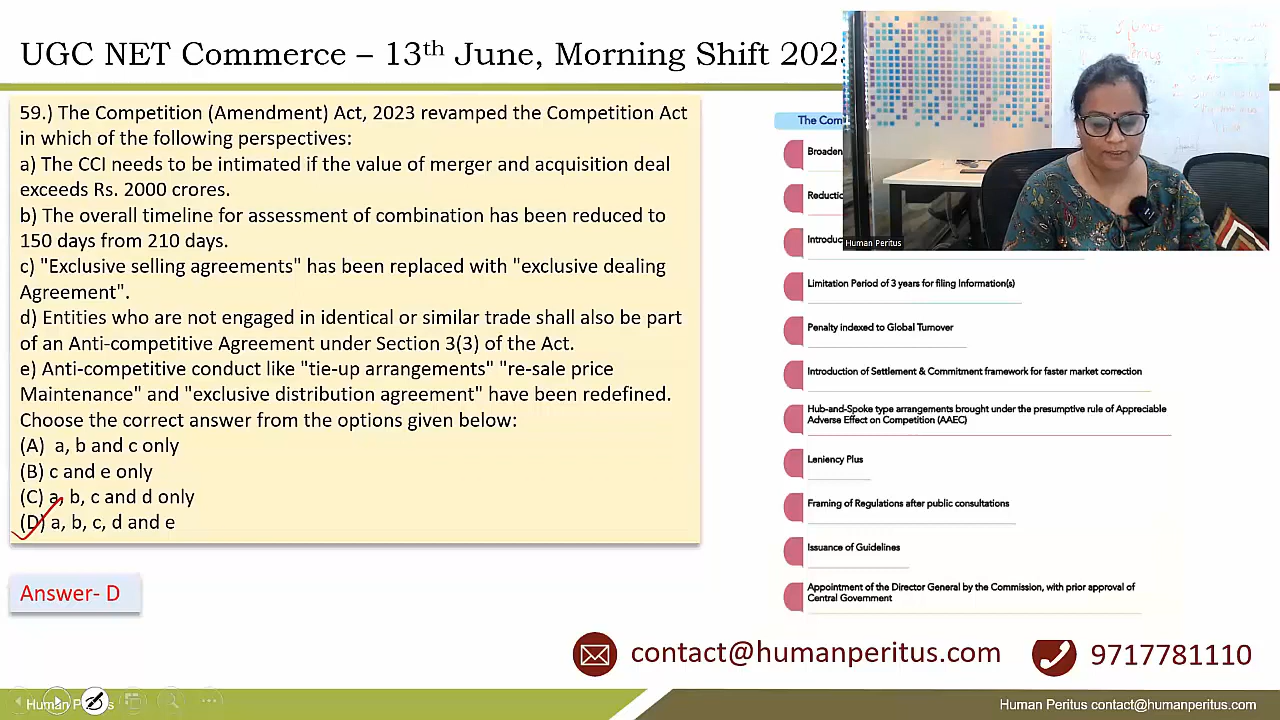 UGC NET Commerce – 13th June, Morning Shift 202
59.) The Competition (Amendment) Act, 2023 revamped the Competition Act
in which of the following perspectives:
a) The CCI needs to be intimated if the value of merger and acquisition deal
exceeds Rs. 2000 crores.
b) The overall timeline for assessment of combination has been reduced to
150 days from 210 days.
c) "Exclusive selling agreements" has been replaced with "exclusive dealing
Agreement".
d) Entities who are not engaged in identical or similar trade shall also be part
of an Anti-competitive Agreement under Section 3(3) of the Act.
e) Anti-competitive conduct like "tie-up arrangements" "re-sale price
Maintenance" and "exclusive distribution agreement" have been redefined.
Choose the correct answer from the options given below:
(A) a, b and c only
(B) c and e only
(C) a, b, c and d only
(D) a, b, c, d and e
Answer- D
The Com
Broaden
Reductio
Introduc
Limitation Period of 3 years for filing Information(s)
Penalty indexed to Global Turnover
Introduction of Settlement & Commitment framework for faster market correction
Hub-and-Spoke type arrangements brought under the presumptive rule of Appreciable
Adverse Effect on Competition (AAEC)
Leniency Plus
Framing of Regulations after public consultations
Issuance of Guidelines
Appointment of the Director General by the Commission, with prior approval of
Central Government
Human Peritus
contact@humanperitus.com 9717781110
Human Peritus
Human Peritus contact@humanperitus.com